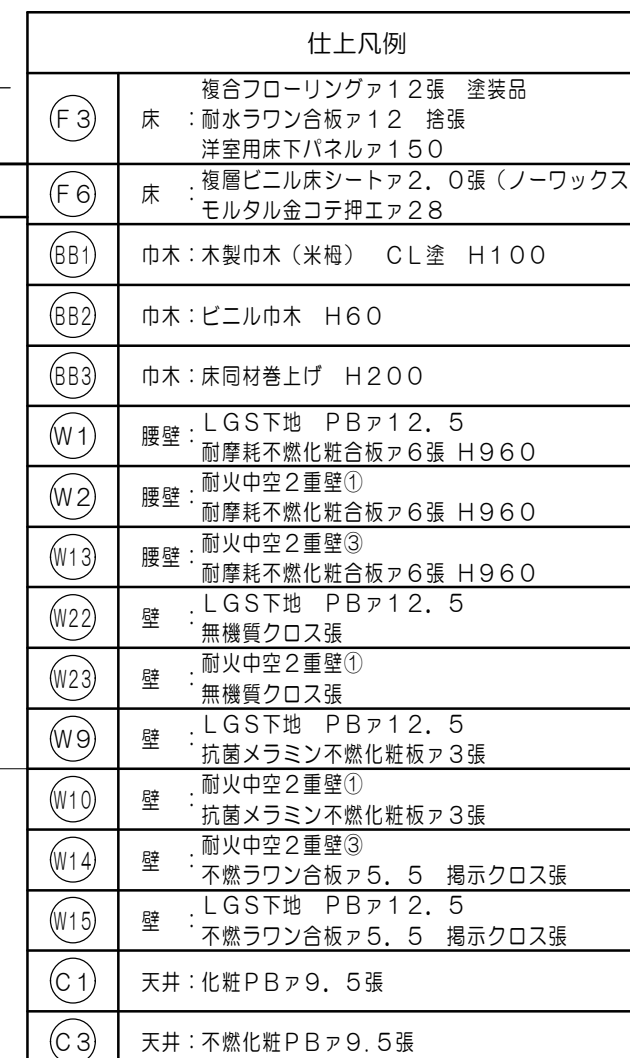 仕上凡例
複合フローリングァ12張　塗装品
F3　床　：耐水ラワン合板ァ12　捨張
洋室用床下パネルァ150
F6　床　：複層ビニル床シートァ2．0張（ノーワックス
モルタル金コテ押エァ28
BB1　巾木：木製巾木（米栂）　CL塗　H100
BB2　巾木：ビニル巾木　H60
BB3　巾木：床同材巻上げ　H200
W1　腰壁：LGS下地　PBァ12．5
耐摩耗不燃化粧合板ァ6張 H960
W2　腰壁：耐火中空2重壁①
耐摩耗不燃化粧合板ァ6張 H960
W13　腰壁：耐火中空2重壁③
耐摩耗不燃化粧合板ァ6張 H960
W22　壁　：LGS下地　PBァ12．5
無機質クロス張
W23　壁　：耐火中空2重壁①
無機質クロス張
W9　壁　：LGS下地　PBァ12．5
抗菌メラミン不燃化粧板ァ3張
W10　壁　：耐火中空2重壁①
抗菌メラミン不燃化粧板ァ3張
W14　壁　：耐火中空2重壁③
不燃ラワン合板ァ5．5　掲示クロス張
W15　壁　：LGS下地　PBァ12．5
不燃ラワン合板ァ5．5　掲示クロス張
C1　天井：化粧PBァ9．5張
C3　天井：不燃化粧PBァ9.5張